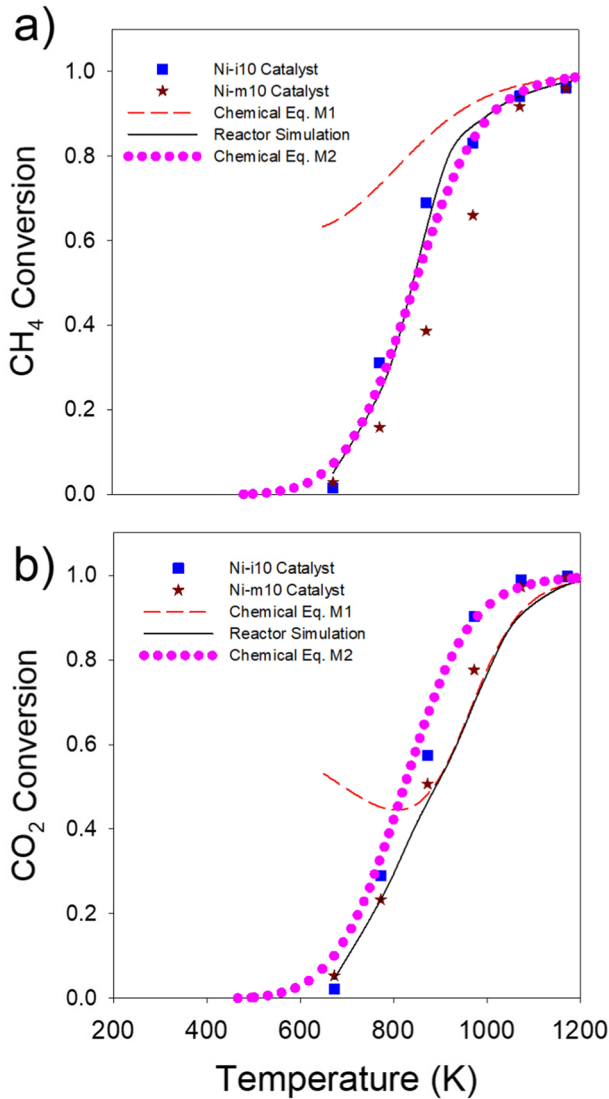 a)
Ni-i10 Catalyst
Ni-m10 Catalyst
Chemical Eq. M1
Reactor Simulation
Chemical Eq. M2
CH4 Conversion
1.0
0.8
0.6
0.4
0.2
0.0
b)
Ni-i10 Catalyst
Ni-m10 Catalyst
Chemical Eq. M1
Reactor Simulation
Chemical Eq. M2
CO2 Conversion
1.0
0.8
0.6
0.4
0.2
0.0
200 400 600 800 1000 1200
Temperature (K)